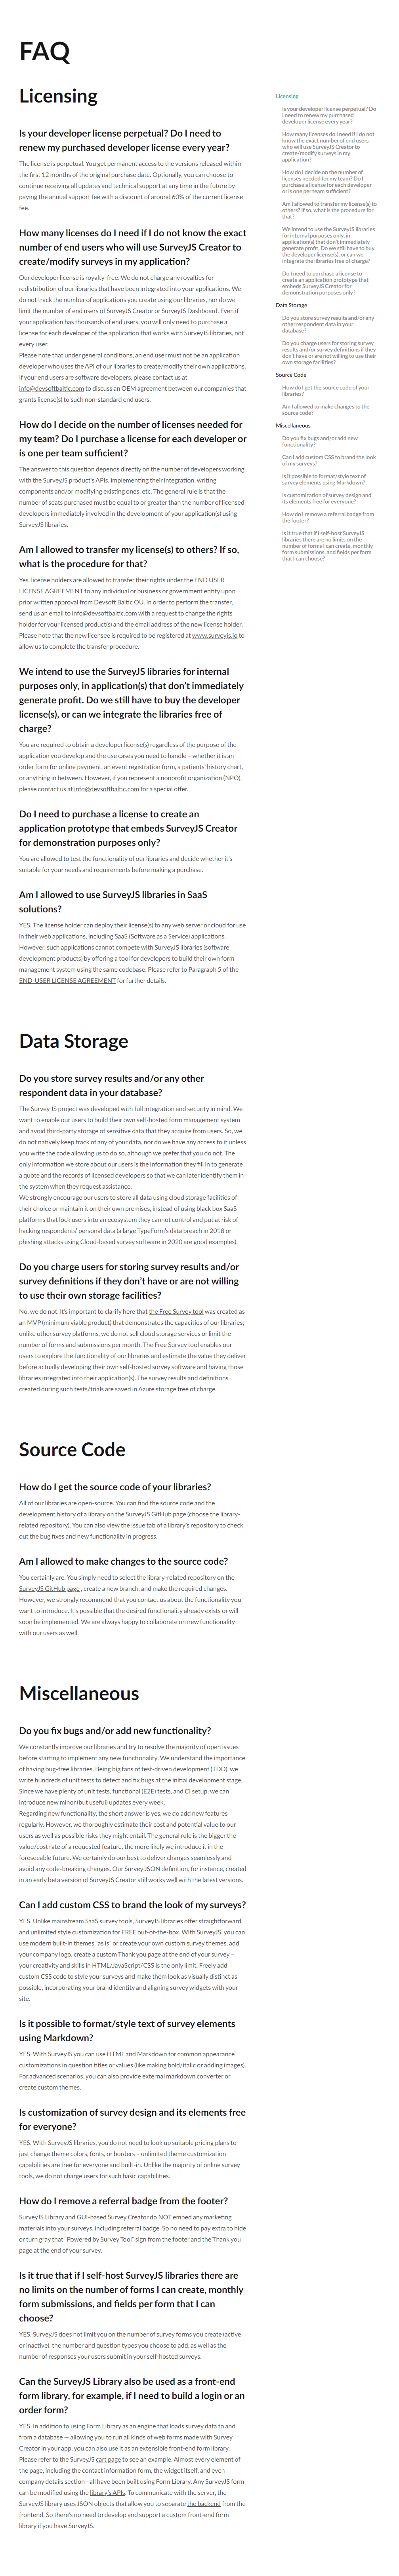 FAQ
Licensing
Is your developer license perpetual? Do I need to
renew my purchased developer license every year?
The license is perpetual. You get permanent access to the versions released within
the first 12 months of the original purchase date. Optionally, you can choose to
continue receiving all updates and technical support at any time in the future by
paying the annual support fee with a discount of around 60% of the current license
fee.
How many licenses do I need if I do not know the exact
number of end users who will use SurveyJS Creator to
create/modify surveys in my application?
Our developer license is royalty-free. We do not charge any royalties for
redistribution of our libraries that have been integrated into your applications. We
do not track the number of applications you create using our libraries, nor do we
limit the number of end users of SurveyJS Creator or SurveyJS Dashboard. Even if
your application has thousands of end users, you will only need to purchase a
license for each developer of the application that works with SurveyJS libraries, not
every user.
Please note that under general conditions, an end user must not be an application
developer who uses the API of our libraries to create/modify their own applications.
If your end users are software developers, please contact us at
info@devsoftbaltic.com to discuss an OEM agreement between our companies that
grants license(s) to such non-standard end users.
How do I decide on the number of licenses needed for
my team? Do I purchase a license for each developer or
is one per team sufficient?
The answer to this question depends directly on the number of developers working
with the SurveyJS product's APIs, implementing their integration, writing
components and/or modifying existing ones, etc. The general rule is that the
number of seats purchased must be equal to or greater than the number of licensed
developers immediately involved in the development of your application(s) using
SurveyJS libraries.
Am I allowed to transfer my license(s) to others? If so,
what is the procedure for that?
Yes, license holders are allowed to transfer their rights under the END USER
LICENSE AGREEMENT to any individual or business or government entity upon
prior written approval from Devsoft Baltic OÜ. In order to perform the transfer,
send us an email to info@devsoftbaltic.com with a request to change the rights
holder for your licensed product(s) and the email address of the new license holder.
Please note that the new licensee is required to be registered at www.surveyjs.io to
allow us to complete the transfer procedure.
We intend to use the SurveyJS libraries for internal
purposes only, in application(s) that don't immediately
generate profit. Do we still have to buy the developer
license(s), or can we integrate the libraries free of
charge?
You are required to obtain a developer license(s) regardless of the purpose of the
application you develop and the use cases you need to handle – whether it is an
order form for online payment, an event registration form, a patients' history chart,
or anything in between. However, if you represent a nonprofit organization (NPO),
please contact us at info@devsoftbaltic.com for a special offer.
Do I need to purchase a license to create an
application prototype that embeds SurveyJS Creator
for demonstration purposes only?
You are allowed to test the functionality of our libraries and decide whether it's
suitable for your needs and requirements before making a purchase.
Am I allowed to use SurveyJS libraries in SaaS
solutions?
YES. The license holder can deploy their license(s) to any web server or cloud for use
in their web applications, including SaaS (Software as a Service) applications.
However, such applications cannot compete with SurveyJS libraries (software
development products) by offering a tool for developers to build their own form
management system using the same codebase. Please refer to Paragraph 5 of the
END-USER LICENSE AGREEMENT for further details.
Data Storage
Do you store survey results and/or any other
respondent data in your database?
The Survey JS project was developed with full integration and security in mind. We
want to enable our users to build their own self-hosted form management system
and avoid third-party storage of sensitive data that they acquire from users. So, we
do not natively keep track of any of your data, nor do we have any access to it unless
you write the code allowing us to do so, although we prefer that you do not. The
only information we store about our users is the information they fill in to generate
a quote and the records of licensed developers so that we can later identify them in
the system when they request assistance.
We strongly encourage our users to store all data using cloud storage facilities of
their choice or maintain it on their own premises, instead of using black box SaaS
platforms that lock users into an ecosystem they cannot control and put at risk of
hacking respondents' personal data (a large TypeForm's data breach in 2018 or
phishing attacks using Cloud-based survey software in 2020 are good examples).
Do you charge users for storing survey results and/or
survey definitions if they don't have or are not willing
to use their own storage facilities?
No, we do not. It's important to clarify here that the Free Survey tool was created as
an MVP (minimum viable product) that demonstrates the capacities of our libraries;
unlike other survey platforms, we do not sell cloud storage services or limit the
number of forms and submissions per month. The Free Survey tool enables our
users to explore the functionality of our libraries and estimate the value they deliver
before actually developing their own self-hosted survey software and having those
libraries integrated into their application(s). The survey results and definitions
created during such tests/trials are saved in Azure storage free of charge.
Source Code
How do I get the source code of your libraries?
All of our libraries are open-source. You can find the source code and the
development history of a library on the SurveyJS GitHub page (choose the library-
related repository). You can also view the Issue tab of a library's repository to check
out the bug fixes and new functionality in progress.
Am I allowed to make changes to the source code?
You certainly are. You simply need to select the library-related repository on the
SurveyJS GitHub page , create a new branch, and make the required changes.
However, we strongly recommend that you contact us about the functionality you
want to introduce. It's possible that the desired functionality already exists or will
soon be implemented. We are always happy to collaborate on new functionality
with our users as well.
Miscellaneous
Do you fix bugs and/or add new functionality?
We constantly improve our libraries and try to resolve the majority of open issues
before starting to implement any new functionality. We understand the importance
of having bug-free libraries. Being big fans of test-driven development (TDD), we
write hundreds of unit tests to detect and fix bugs at the initial development stage.
Since we have plenty of unit tests, functional (E2E) tests, and CI setup, we can
introduce new minor (but useful) updates every week.
Regarding new functionality, the short answer is yes, we do add new features
regularly. However, we thoroughly estimate their cost and potential value to our
users as well as possible risks they might entail. The general rule is the bigger the
value/cost rate of a requested feature, the more likely we introduce it in the
foreseeable future. We certainly do our best to deliver changes seamlessly and
avoid any code-breaking changes. Our Survey JSON definition, for instance, created
in an early beta version of SurveyJS Creator still works well with the latest versions.
Can I add custom CSS to brand the look of my surveys?
YES. Unlike mainstream SaaS survey tools, SurveyJS libraries offer straightforward
and unlimited style customization for FREE out-of-the-box. With SurveyJS, you can
use modern built-in themes "as is" or create your own custom survey themes, add
your company logo, create a custom Thank you page at the end of your survey –
your creativity and skills in HTML/JavaScript/CSS is the only limit. Freely add
custom CSS code to style your surveys and make them look as visually distinct as
possible, incorporating your brand identity and aligning survey widgets with your
site.
Is it possible to format/style text of survey elements
using Markdown?
YES. With SurveyJS you can use HTML and Markdown for common appearance
customizations in question titles or values (like making bold/italic or adding images).
For advanced scenarios, you can also provide external markdown converter or
create custom themes.
Is customization of survey design and its elements free
for everyone?
YES. With SurveyJS libraries, you do not need to look up suitable pricing plans to
just change theme colors, fonts, or borders – unlimited theme customization
capabilities are free for everyone and built-in. Unlike the majority of online survey
tools, we do not charge users for such basic capabilities.
How do I remove a referral badge from the footer?
SurveyJS Library and GUI-based Survey Creator do NOT embed any marketing
materials into your surveys, including referral badge. So no need to pay extra to hide
or turn gray that "Powered by Survey Tool" sign from the footer and the Thank you
page at the end of your survey.
Is it true that if I self-host SurveyJS libraries there are
no limits on the number of forms I can create, monthly
form submissions, and fields per form that I can
choose?
YES. SurveyJS does not limit you on the number of survey forms you create (active
or inactive), the number and question types you choose to add, as well as the
number of responses your users submit in your self-hosted surveys.
Can the SurveyJS Library also be used as a front-end
form library, for example, if I need to build a login or an
order form?
YES. In addition to using Form Library as an engine that loads survey data to and
from a database — allowing you to run all kinds of web forms made with Survey
Creator in your app, you can also use it as an extensible front-end form library.
Please refer to the SurveyJS cart page to see an example. Almost every element of
the page, including the contact information form, the widget itself, and even
company details section - all have been built using Form Library. Any SurveyJS form
can be modified using the library's APIs. To communicate with the server, the
SurveyJS library uses JSON objects that allow you to separate the backend from the
frontend. So there's no need to develop and support a custom front-end form
library if you have SurveyJS.
Licensing
Is your developer license perpetual? Do
I need to renew my purchased
developer license every year?
How many licenses do I need if I do not
know the exact number of end users
who will use SurveyJS Creator to
create/modify surveys in my
application?
How do I decide on the number of
licenses needed for my team? Do I
purchase a license for each developer
or is one per team sufficient?
Am I allowed to transfer my license(s) to
others? If so, what is the procedure for
that?
We intend to use the SurveyJS libraries
for internal purposes only, in
application(s) that don't immediately
generate profit. Do we still have to buy
the developer license(s), or can we
integrate the libraries free of charge?
Do I need to purchase a license to
create an application prototype that
embeds SurveyJS Creator for
demonstration purposes only?
Data Storage
Do you store survey results and/or any
other respondent data in your
database?
Do you charge users for storing survey
results and/or survey definitions if they
don't have or are not willing to use their
own storage facilities?
Source Code
How do I get the source code of your
libraries?
Am I allowed to make changes to the
source code?
Miscellaneous
Do you fix bugs and/or add new
functionality?
Can I add custom CSS to brand the look
of my surveys?
Is it possible to format/style text of
survey elements using Markdown?
Is customization of survey design and
its elements free for everyone?
How do I remove a referral badge from
the footer?
Is it true that if I self-host SurveyJS
libraries there are no limits on the
number of forms I can create, monthly
form submissions, and fields per form
that I can choose?